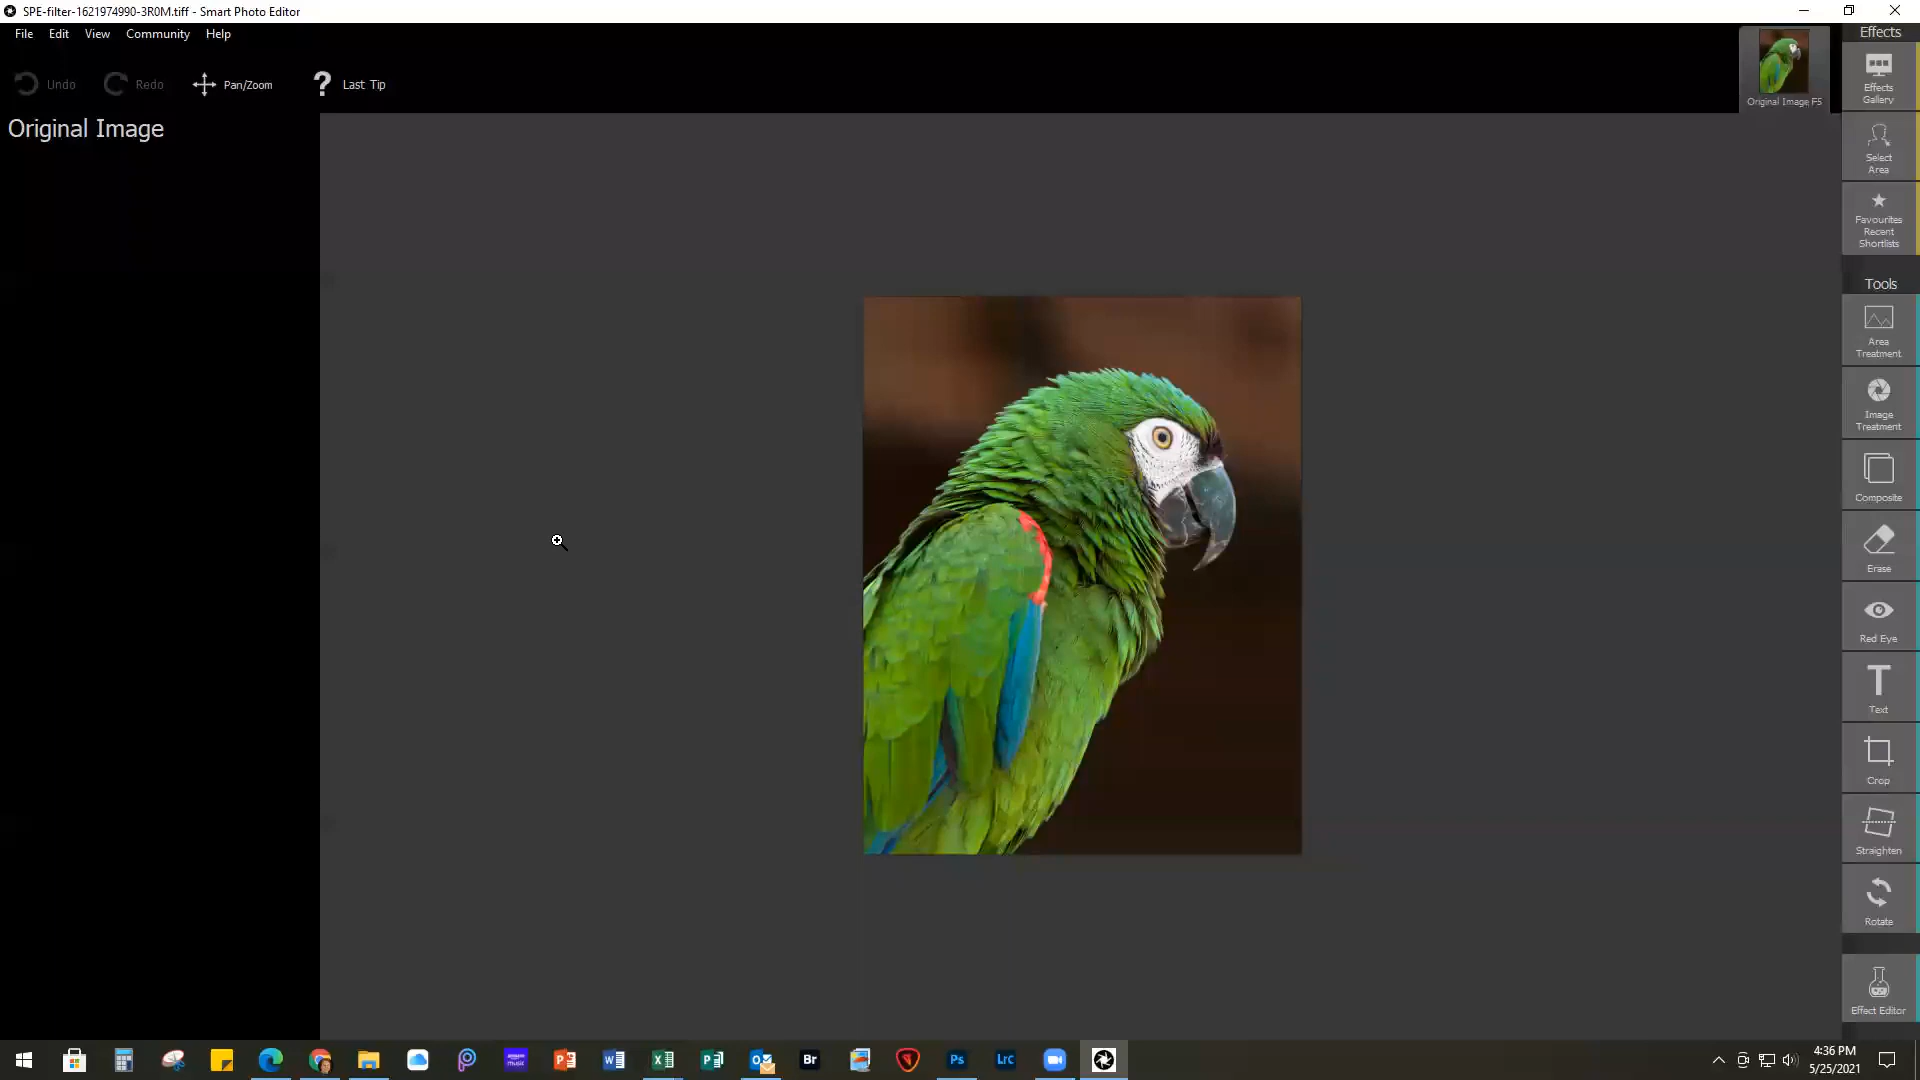 SPE-filter-1621974990-3R0M.tiff - Smart Photo Editor
File Edit View Community Help
Undo Redo Pan/Zoom ? Last Tip
Original Image F5
Original Image
Effects
Effects
Gallery
Select
Area
Favourites
Recent
Shortlists
Tools
Area
Treatment
Image
Treatment
Composite
Erase
Red Eye
T
Text
Crop
Straighten
Rotate
Effect Editor
amazon
music
Br
Ps
Lrc
4:36 PM
5/25/2021